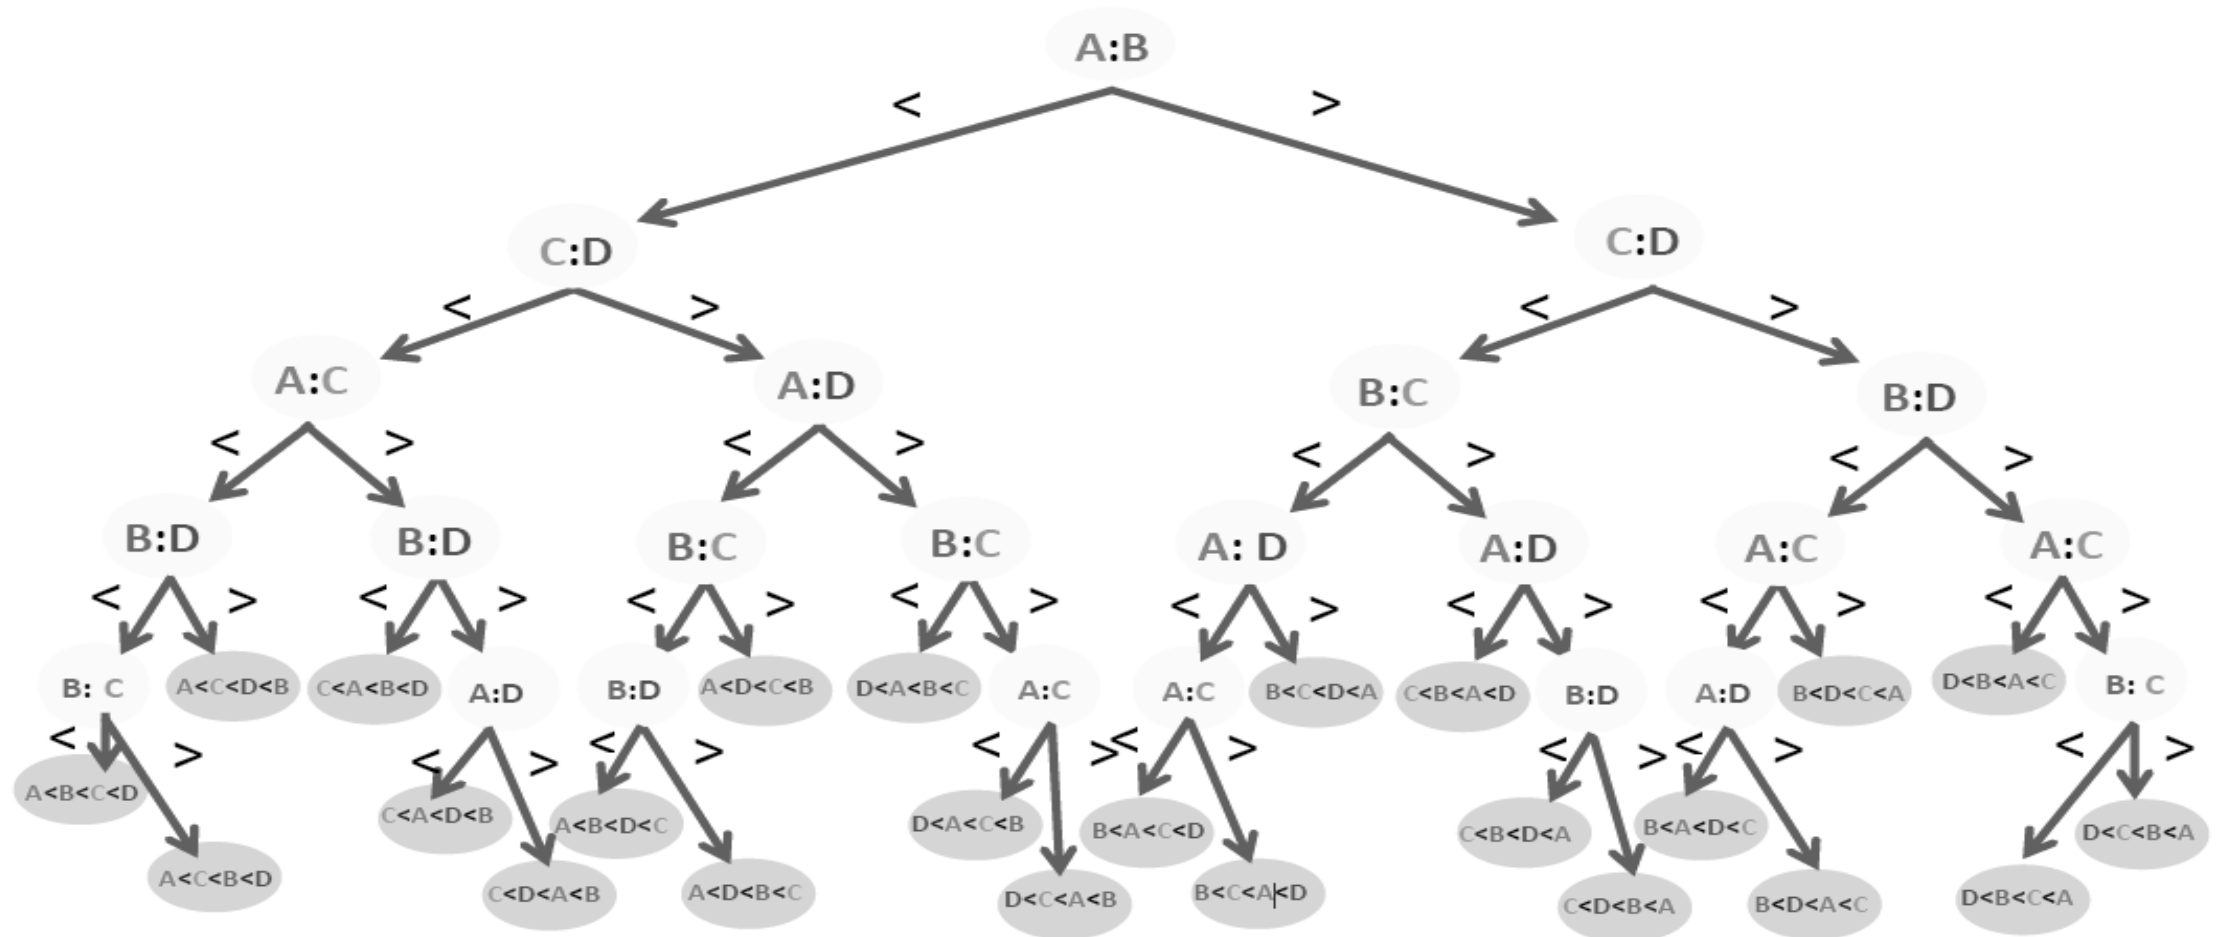 A:B
< >
C:D C:D
< > < >
A:C A:D B:C B:D
< > < > < > < >
B:D B:D B:C B:C A: D A:D A:C A:C
< > < > < > < > < > < > < > < >
B: C A<C<D<B C<A<B<D A:D B:D A<D<C<B D<A<B<C A:C A:C B<C<D<A C<B<A<D B:D A:D B<D<C<A D<B<A<C B: C
< > < > < > < > < > < > < > < >
A<B<C<D C<A<D<B A<B<D<C D<A<C<B B<A<C<D C<B<D<A B<A<D<C D<C<B<A
A<C<B<D C<D<A<B A<D<B<C D<C<A<B B<C<A<D C<D<B<A B<D<A<C D<B<C<A